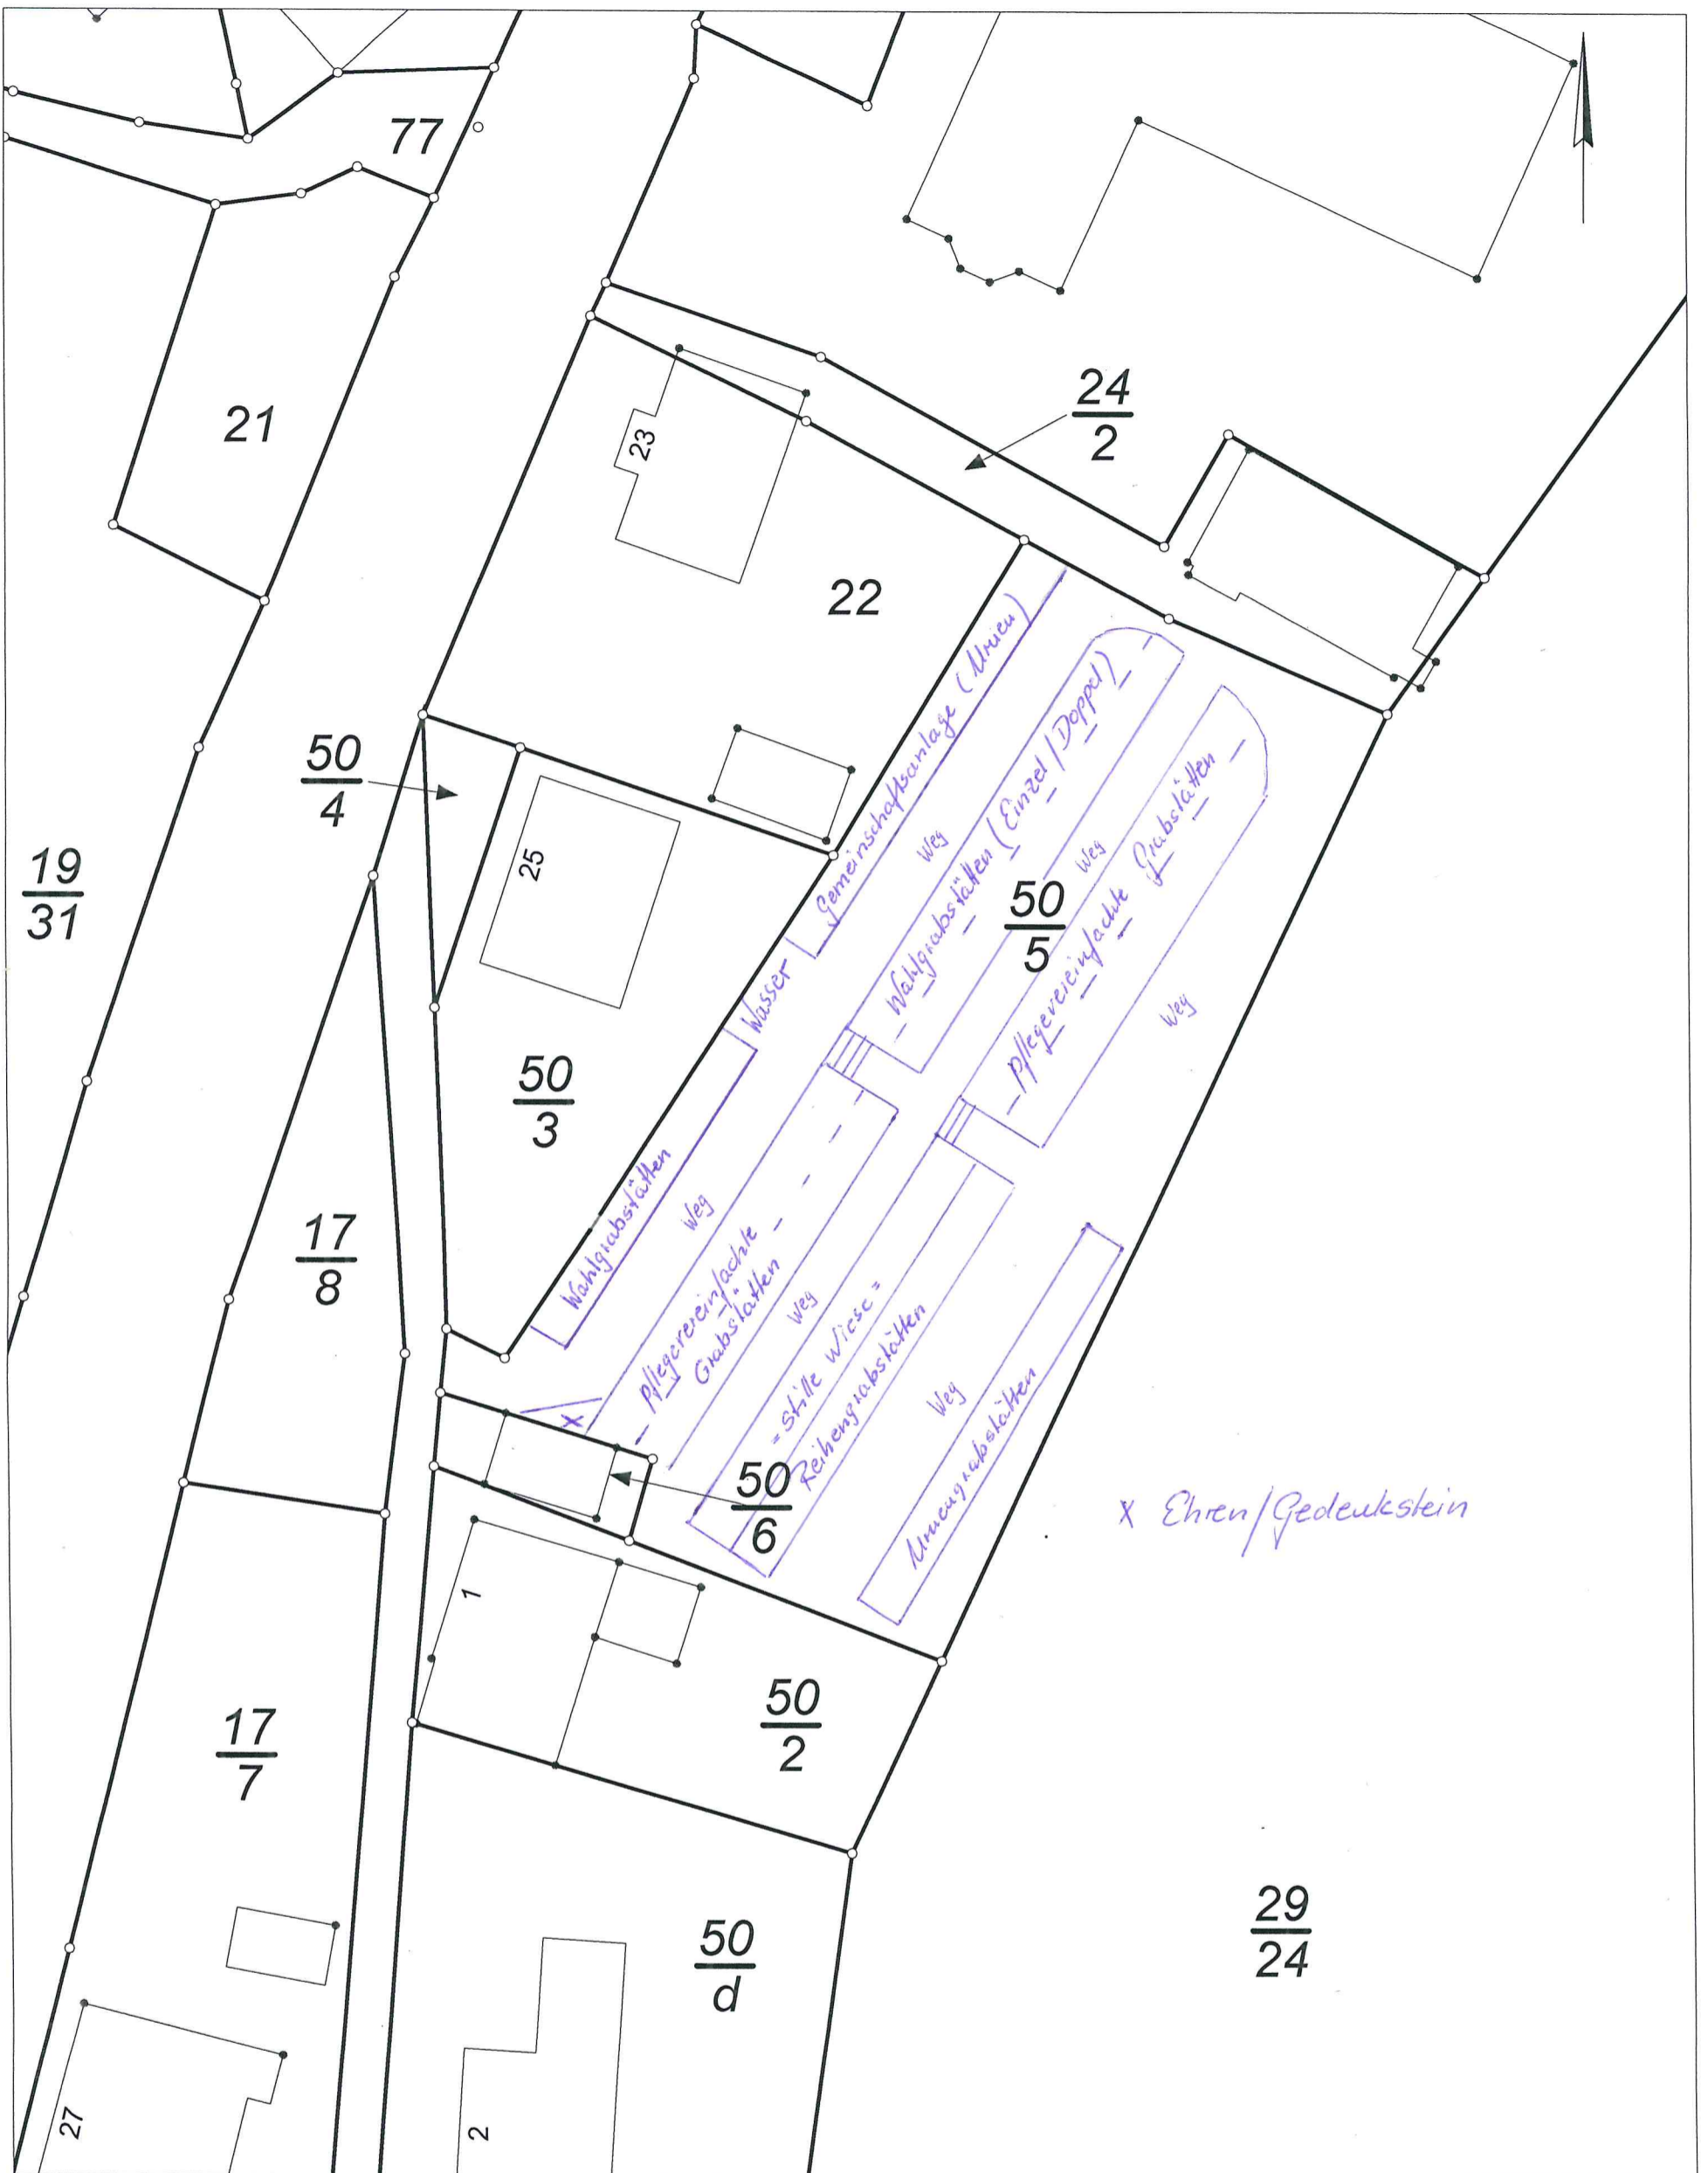 77
21
23
24
2
22
50
4
19
31
25
50
3
17
8
17
7
27
Gemeinschaftsanlage (Urnen)
Weg
Wahlgrabstätten (Einzel/Doppel)
Weg
50
5
Pflegevereinfachte Grabstätten
Weg
Wasser
Wahlgrabstätten
Weg
Pflegevereinfachte
Grabstätten
Weg
= Stille Wiese =
Reihengrabstätten
Weg
Urnengrabstätten
x
50
6
x Ehren/Gedenkstein
1
50
2
50
d
2
29
24